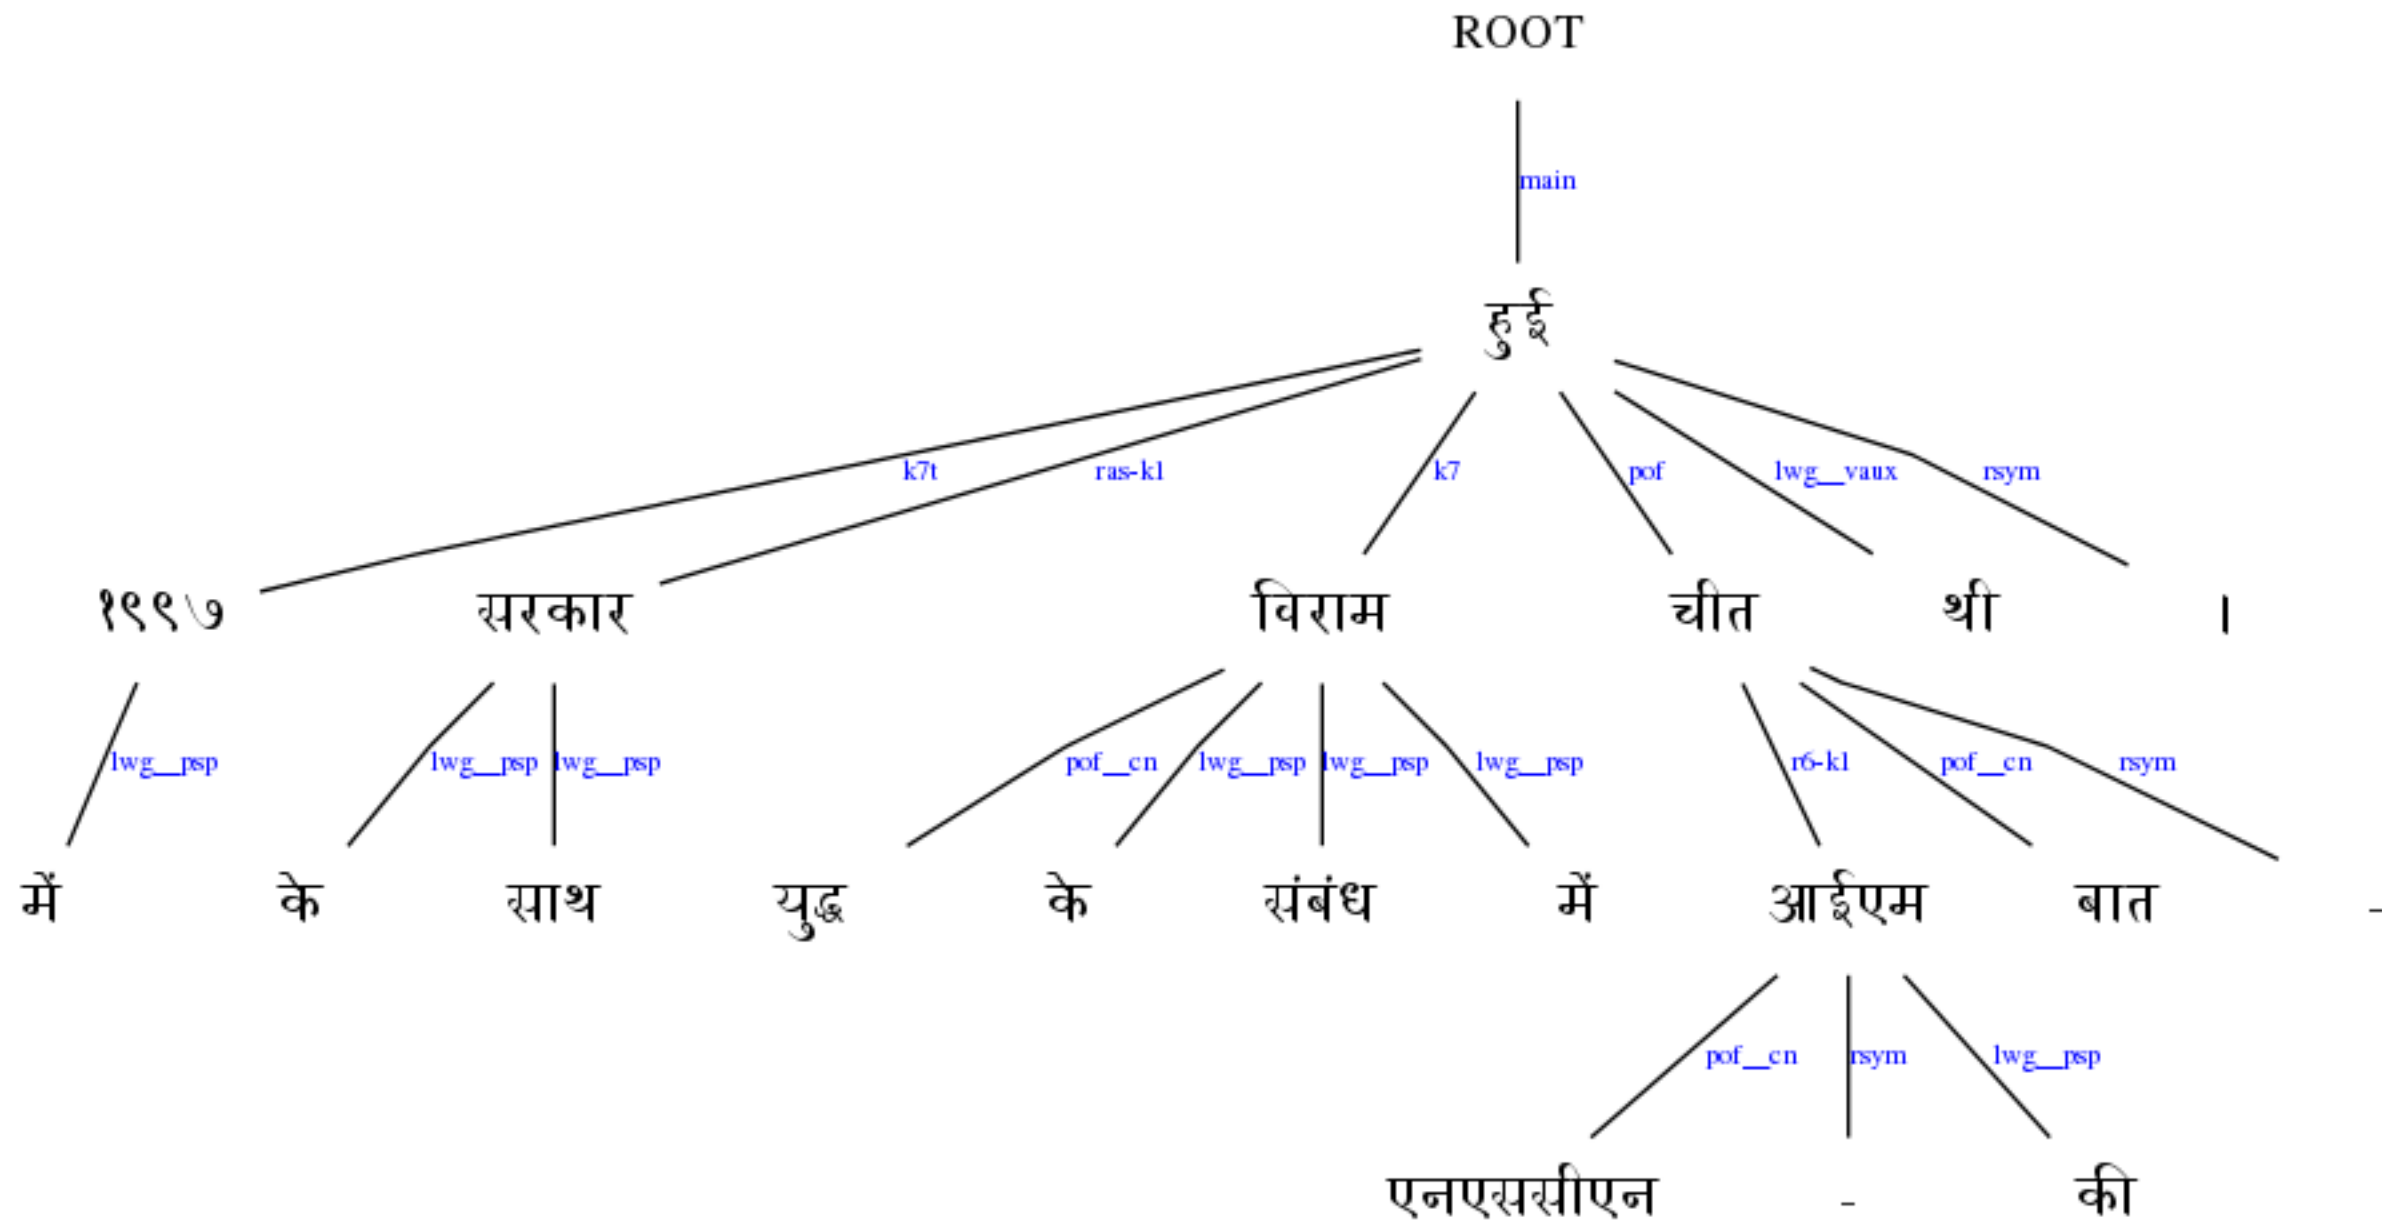 ROOT
main
हुई
k7t ras-k1 k7 pof lwg__vaux rsym
१९९७ सरकार विराम चीत थी ।
lwg__psp lwg__psp lwg__psp pof__cn lwg__psp lwg__psp lwg__psp r6-k1 pof__cn rsym
में के साथ युद्ध के संबंध में आईएम बात -
pof__cn rsym lwg__psp
एनएससीएन - की